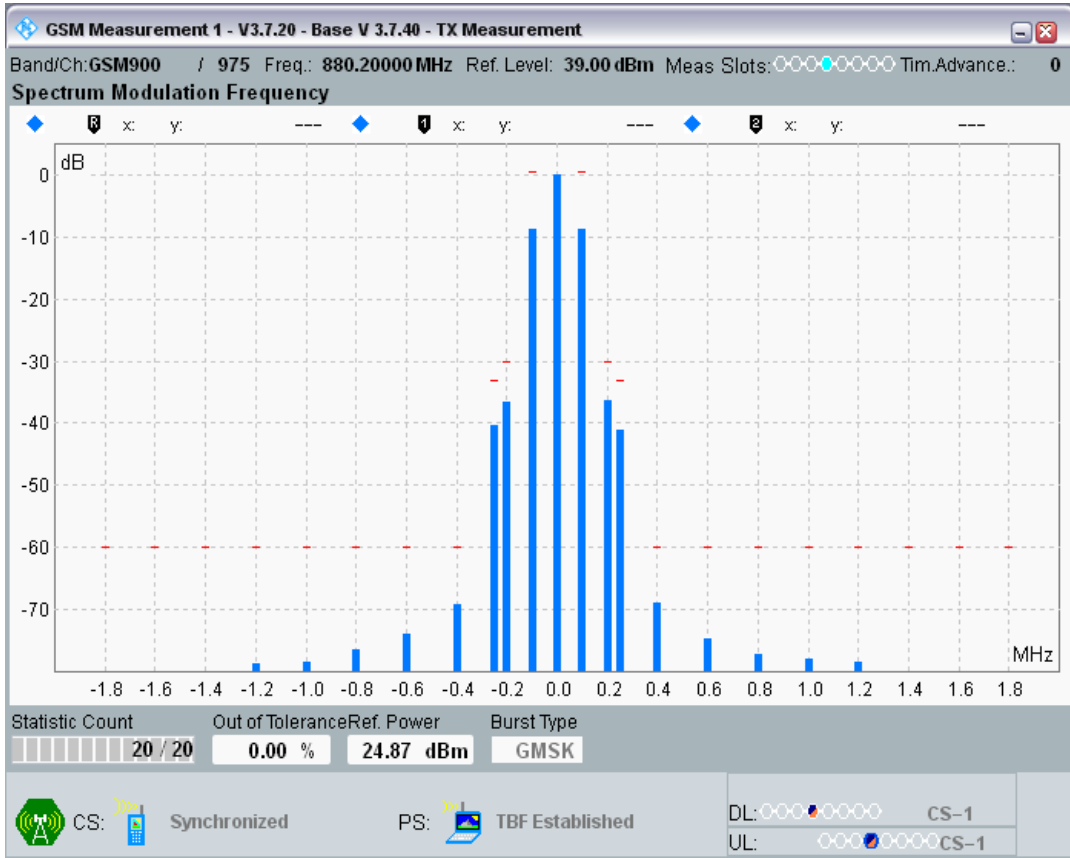 GSM Measurement 1 - V3.7.20 - Base V 3.7.40 - TX Measurement
Band/Ch:GSM900 / 975 Freq.: 880.20000 MHz Ref. Level: 39.00 dBm Meas Slots: Tim.Advance.: 0
Spectrum Modulation Frequency
R x: y: --- 1 x: y: --- 2 x: y: ---
dB
0
-10
-20
-30
-40
-50
-60
-70
MHz
-1.8 -1.6 -1.4 -1.2 -1.0 -0.8 -0.6 -0.4 -0.2 0.0 0.2 0.4 0.6 0.8 1.0 1.2 1.4 1.6 1.8
Statistic Count Out of Tolerance Ref. Power Burst Type
20 / 20 0.00 % 24.87 dBm GMSK
CS: Synchronized PS: TBF Established
DL: CS-1
UL: CS-1